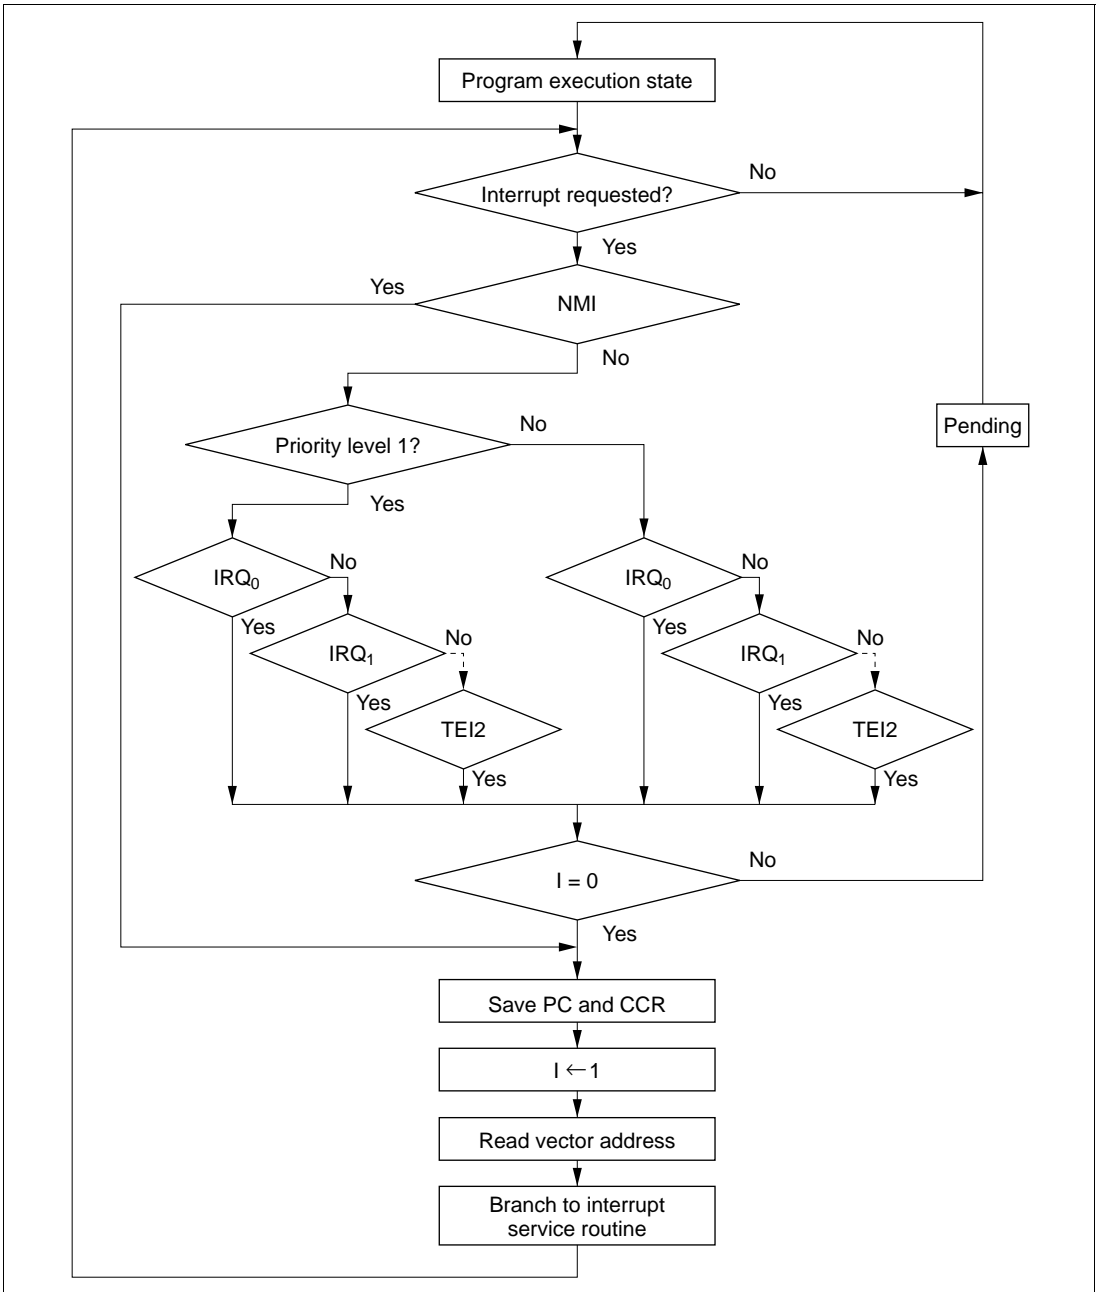 Program execution state
Interrupt requested?
No
Yes
Yes
NMI
No
Pending
Priority level 1?
No
Yes
IRQ₀
No
IRQ₀
No
Yes
IRQ₁
No
Yes
IRQ₁
No
Yes
TEI2
Yes
TEI2
Yes
Yes
I = 0
No
Yes
Save PC and CCR
I ←1
Read vector address
Branch to interrupt
service routine